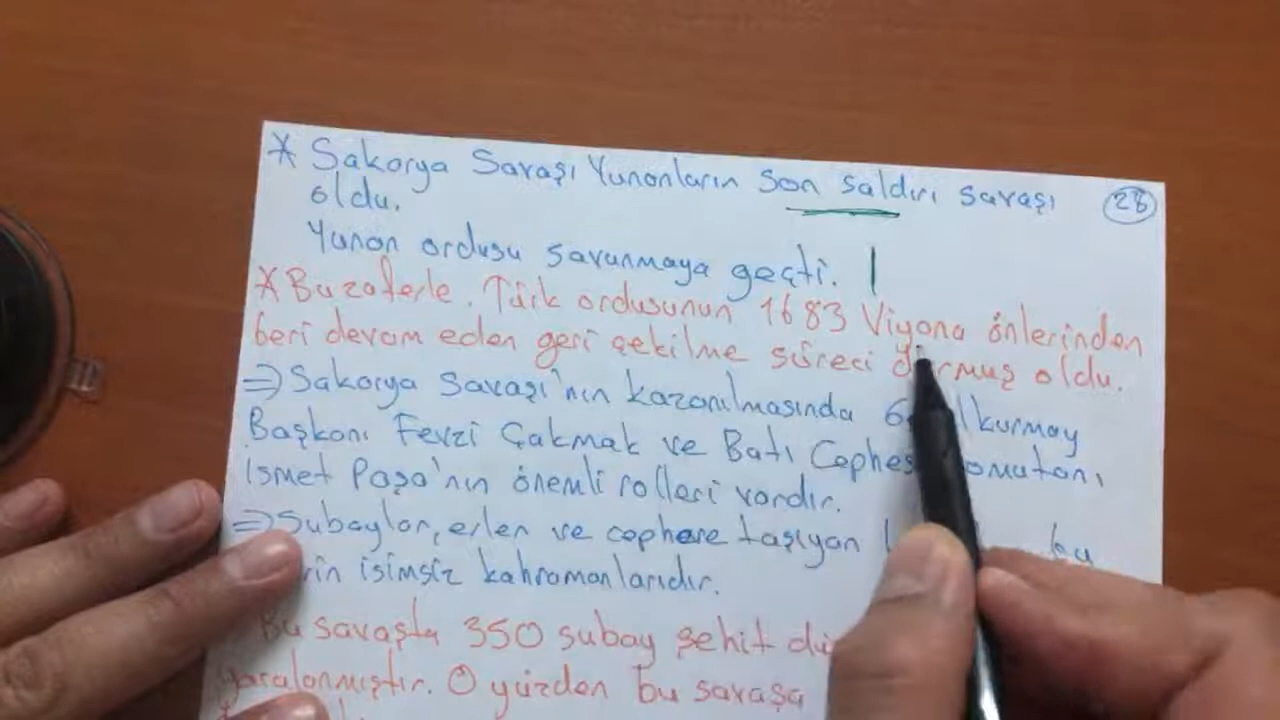 * Sakarya Savaşı Yunanların son saldırı savaşı
28
oldu.
Yunan ordusu savunmaya geçti.
* Bu zaferle, Türk ordusunun 1683 Viyana önlerinden
beri devam eden geri çekilme süreci durmuş oldu.
⇒ Sakarya Savaşı'nın kazanılmasında
Başkanı Fevzi Çakmak ve Batı
İsmet Paşa'nın önemli rolleri vardır.
⇒ Subaylar, erler ve cephane taşıyan
isimsiz kahramanlarıdır.
Bu savaşta 350 subay şehit
yaralanmıştır. O yüzden bu savaşa